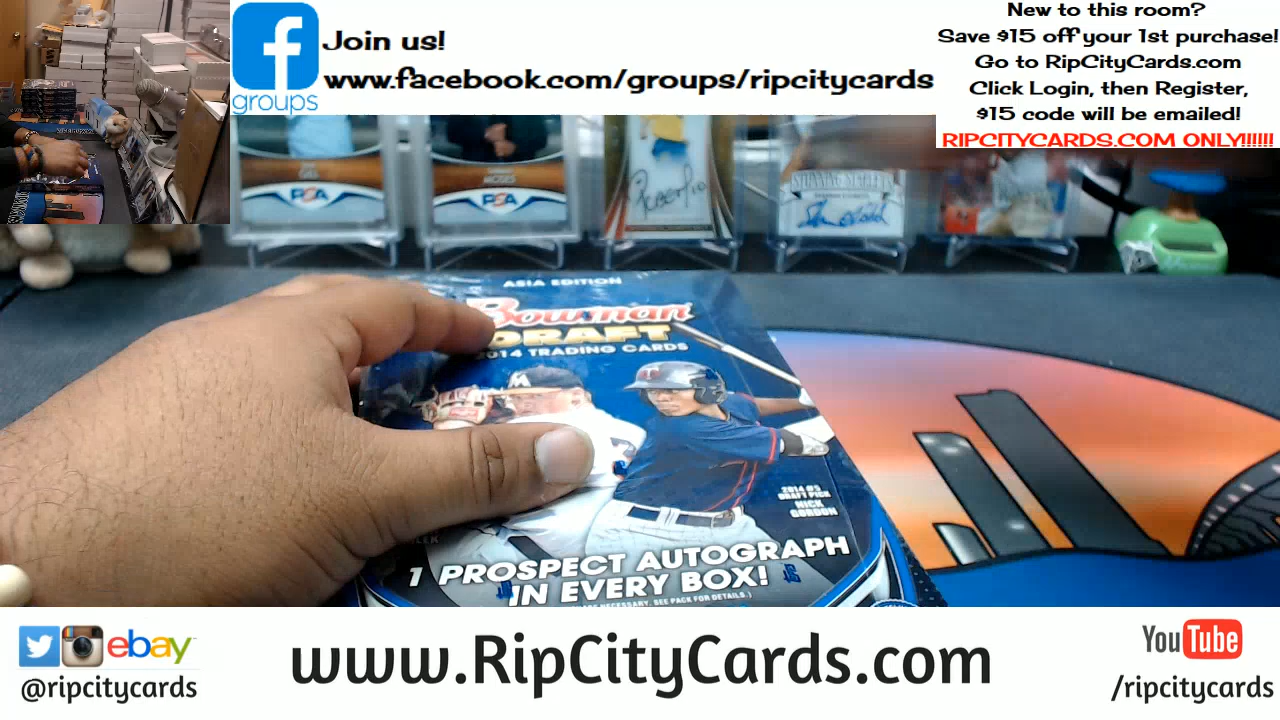 Join us!
www.facebook.com/groups/ripcitycards
groups
New to this room?
Save $15 off your 1st purchase!
Go to RipCityCards.com
Click Login, then Register,
$15 code will be emailed!
RIPCITYCARDS.COM ONLY!!!!!!
PSA
PSA
ASIA EDITION
Bowman
DRAFT
2014 TRADING CARDS
2014 #5
DRAFT PICK
NICK
GORDON
1 PROSPECT AUTOGRAPH
IN EVERY BOX!
ebay
@ripcitycards
www.RipCityCards.com
YouTube
/ripcitycards